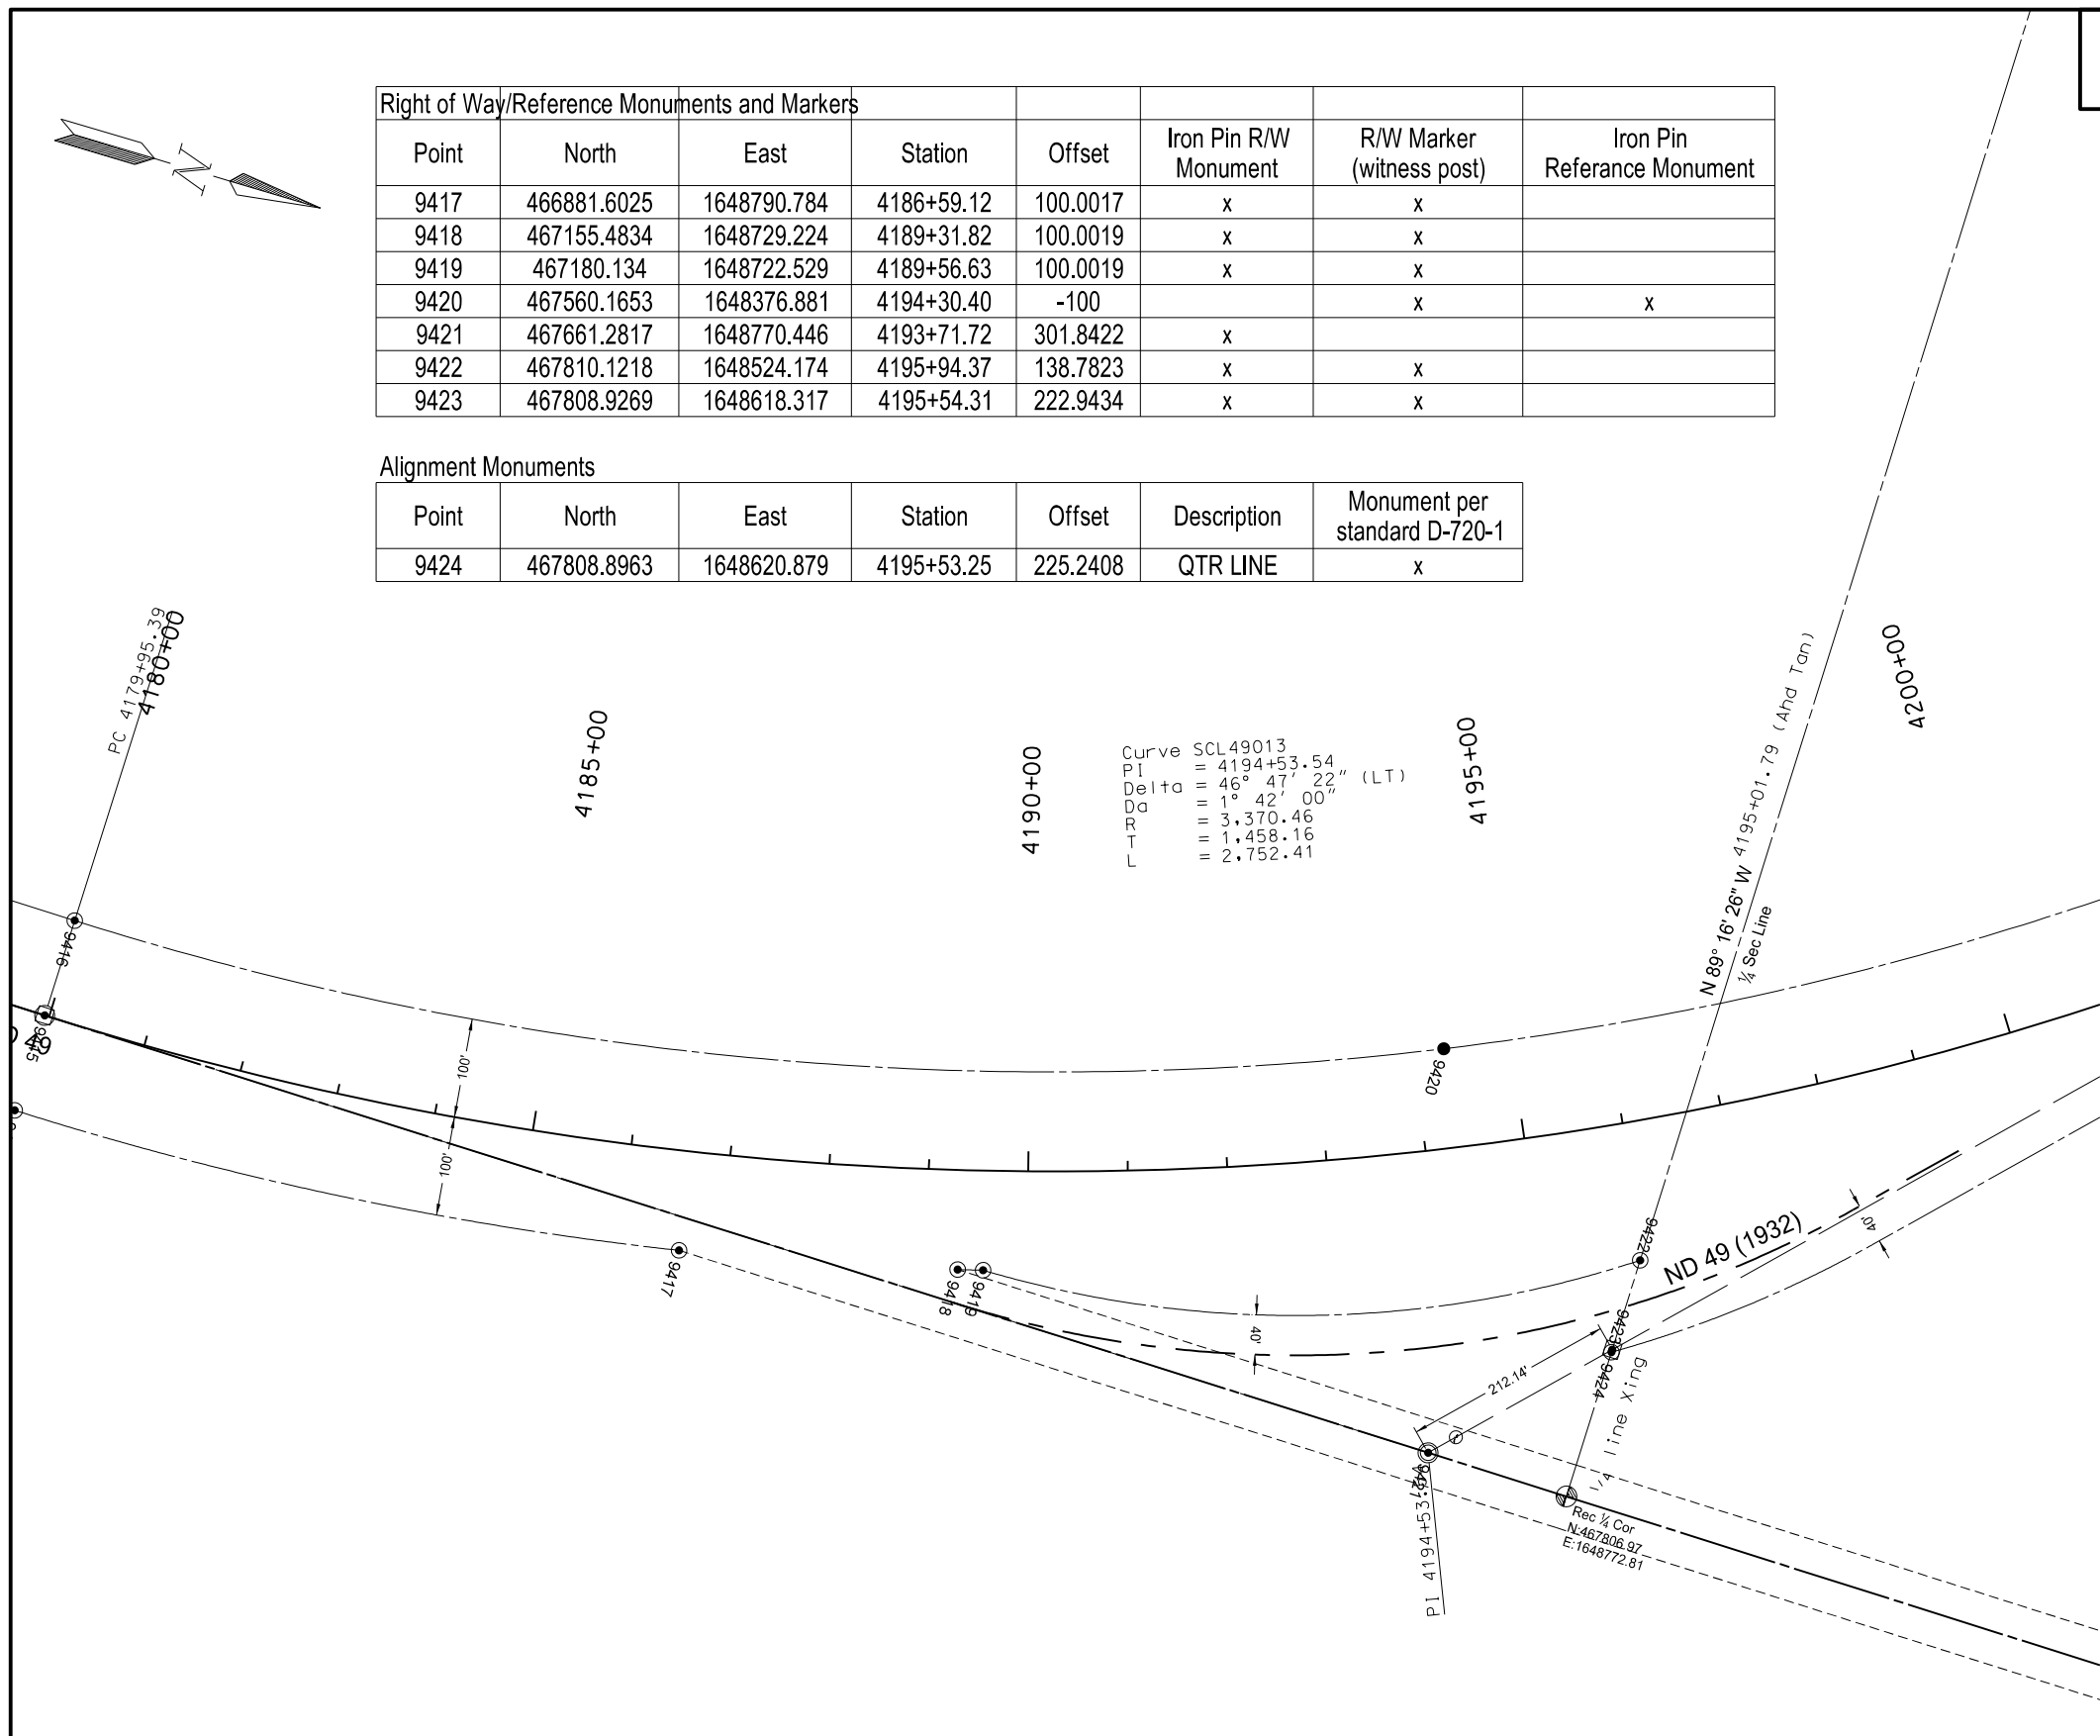 N
Right of Way/Reference Monuments and Markers
Point North East Station Offset Iron Pin R/W Monument R/W Marker (witness post) Iron Pin Referance Monument
9417 466881.6025 1648790.784 4186+59.12 100.0017 x x
9418 467155.4834 1648729.224 4189+31.82 100.0019 x x
9419 467180.134 1648722.529 4189+56.63 100.0019 x x
9420 467560.1653 1648376.881 4194+30.40 -100 x x
9421 467661.2817 1648770.446 4193+71.72 301.8422 x
9422 467810.1218 1648524.174 4195+94.37 138.7823 x x
9423 467808.9269 1648618.317 4195+54.31 222.9434 x x
Alignment Monuments
Point North East Station Offset Description Monument per standard D-720-1
9424 467808.8963 1648620.879 4195+53.25 225.2408 QTR LINE x
PC 4179+95.39
4180+00
4185+00
4190+00
Curve SCL49013
PI = 4194+53.54
Delta = 46° 47' 22" (LT)
Da = 1° 42' 00"
R = 3,370.46
T = 1,458.16
L = 2,752.41
4195+00
N 89° 16' 26" W 4195+01.79 (Ahd Tan)
¼ Sec Line
4200+00
9416
9415
49
100'
100'
9417
9418
9419
9420
40'
9422
ND 49 (1932)
40'
9423
9424
212.14'
1/4 line Xing
9421
PI 4194+53
Rec ¼ Cor
N:467806.97
E:1648772.81